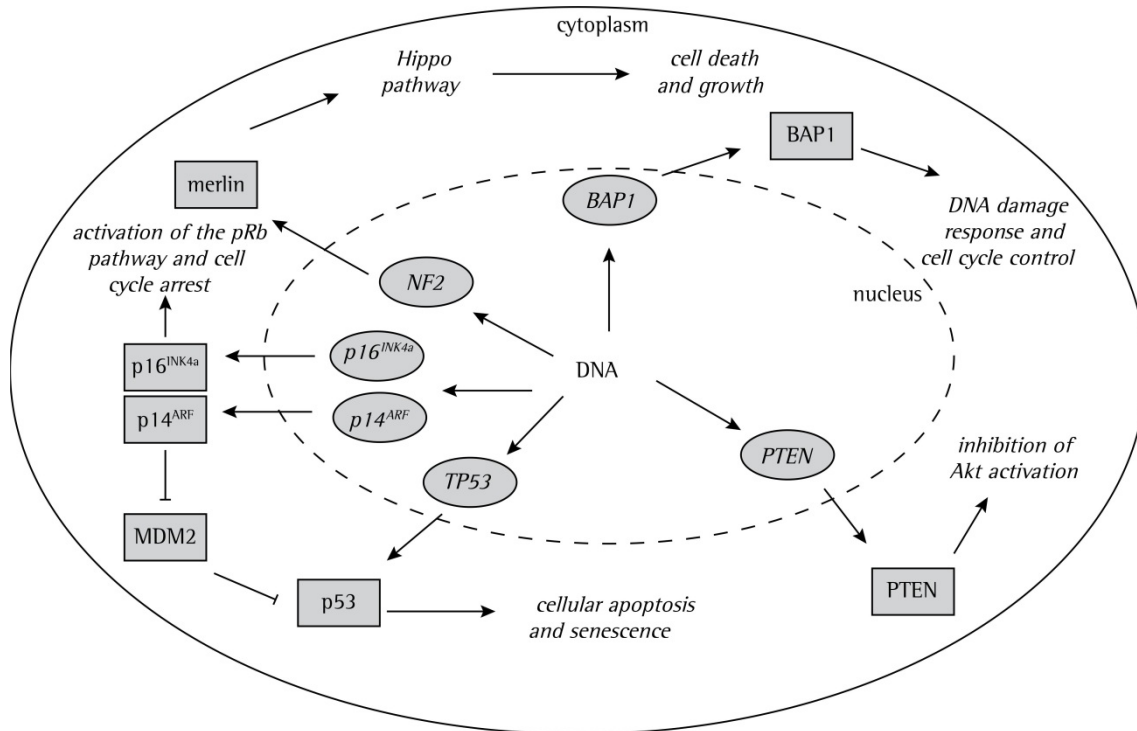 cytoplasm
Hippo
pathway
cell death
and growth
BAP1
merlin
BAP1
DNA damage
response and
cell cycle control
activation of the pRb
pathway and cell
cycle arrest
NF2
nucleus
p16INK4a
p16INK4a
DNA
p14ARF
p14ARF
TP53
PTEN
inhibition of
Akt activation
MDM2
p53
cellular apoptosis
and senescence
PTEN